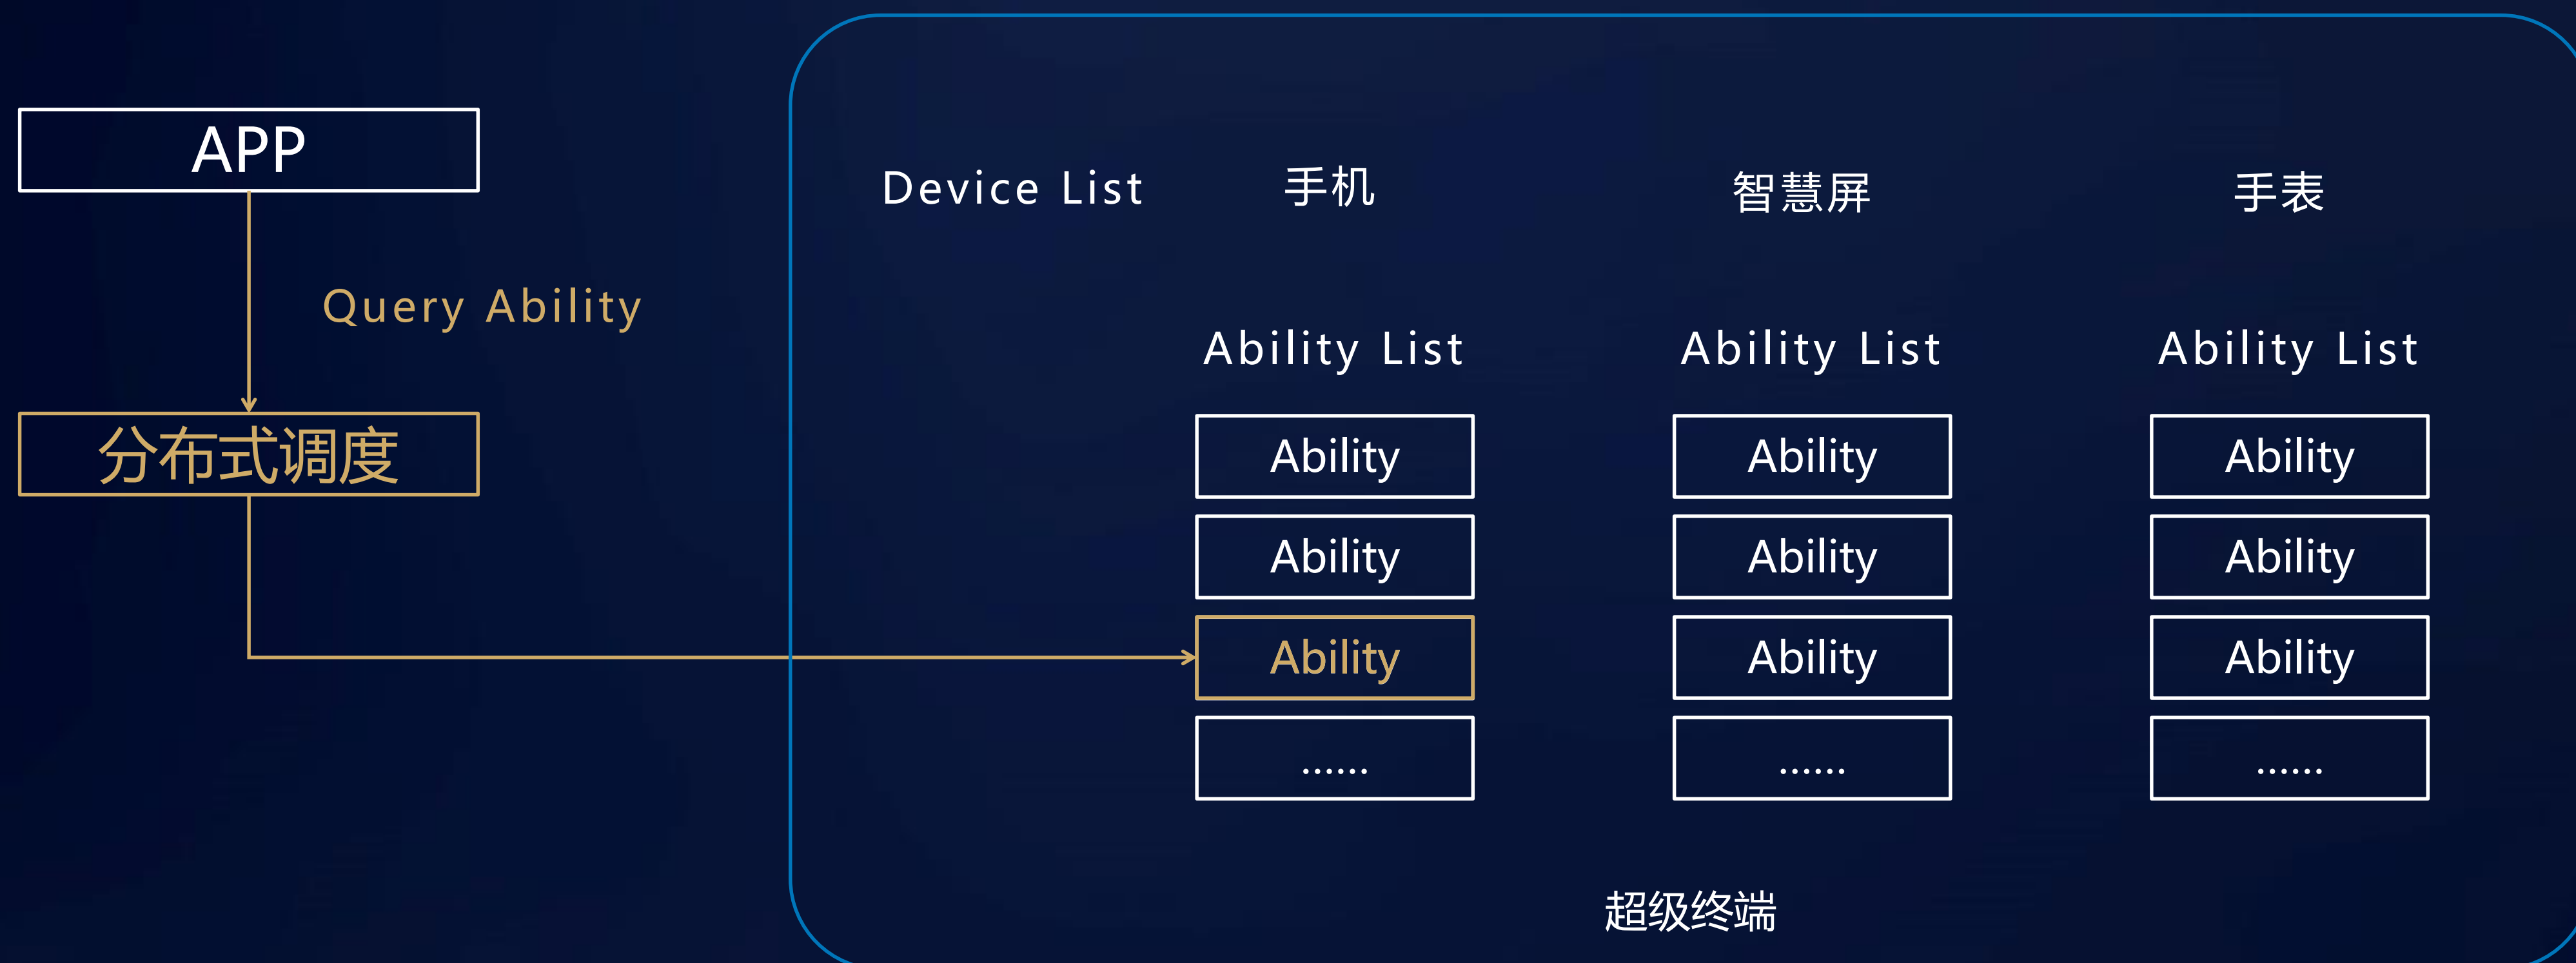 APP
Query Ability
分布式调度
Device List
手机
智慧屏
手表
Ability List
Ability List
Ability List
Ability
Ability
Ability
Ability
Ability
Ability
Ability
Ability
Ability
......
......
......
超级终端